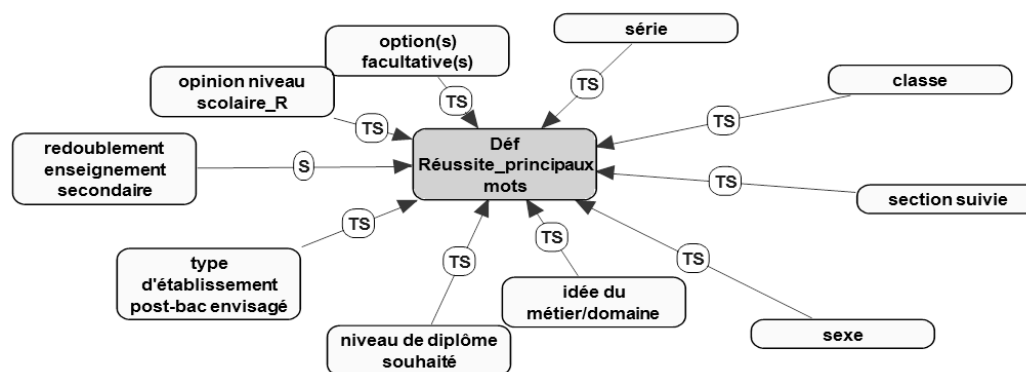 option(s)
facultative(s)
série
opinion niveau
scolaire_R
classe
TS
TS
TS
TS
redoublement
enseignement
secondaire
S
Déf
Réussite_principaux
mots
TS
section suivie
type
d'établissement
post-bac envisagé
TS
TS
TS
TS
idée du
métier/domaine
niveau de diplôme
souhaité
sexe